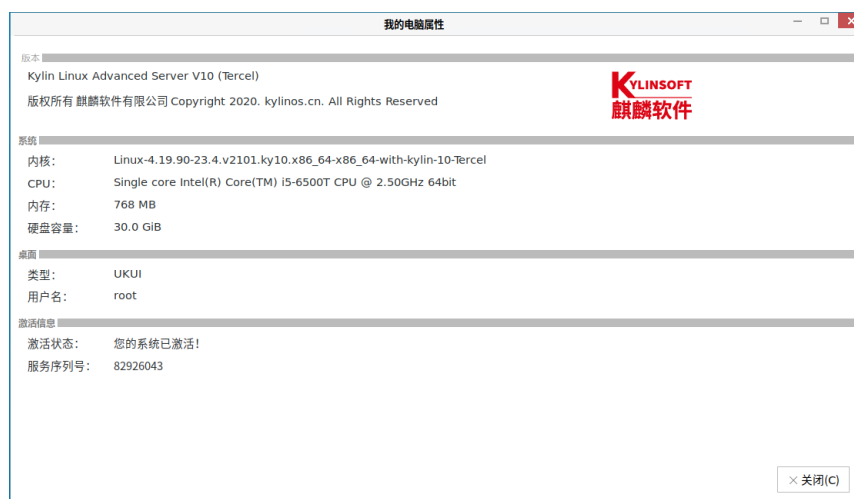 我的电脑属性
版本
Kylin Linux Advanced Server V10 (Tercel)
版权所有 麒麟软件有限公司 Copyright 2020. kylinos.cn. All Rights Reserved
KYLINSOFT
麒麟软件
系统
内核： Linux-4.19.90-23.4.v2101.ky10.x86_64-x86_64-with-kylin-10-Tercel
CPU： Single core Intel(R) Core(TM) i5-6500T CPU @ 2.50GHz 64bit
内存： 768 MB
硬盘容量： 30.0 GiB
桌面
类型： UKUI
用户名： root
激活信息
激活状态： 您的系统已激活！
服务序列号： 82926043
关闭(C)